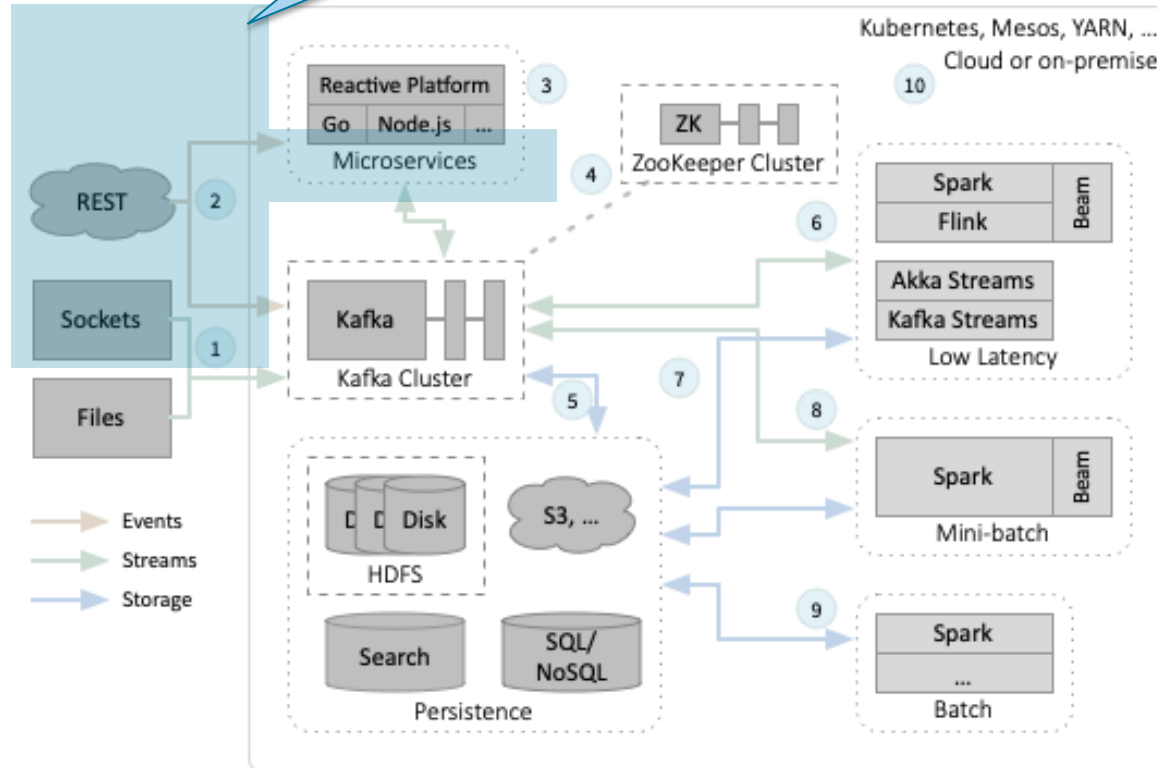 Kubernetes, Mesos, YARN, ...
Cloud or on-premise
10
Reactive Platform
Go
Node.js
...
Microservices
3
ZK
ZooKeeper Cluster
4
REST
2
Sockets
1
Files
Kafka
Kafka Cluster
5
6
Spark
Flink
Beam
Akka Streams
Kafka Streams
Low Latency
7
8
Spark
Beam
Mini-batch
9
Spark
...
Batch
D
D
Disk
HDFS
S3, ...
Search
SQL/
NoSQL
Persistence
Events
Streams
Storage